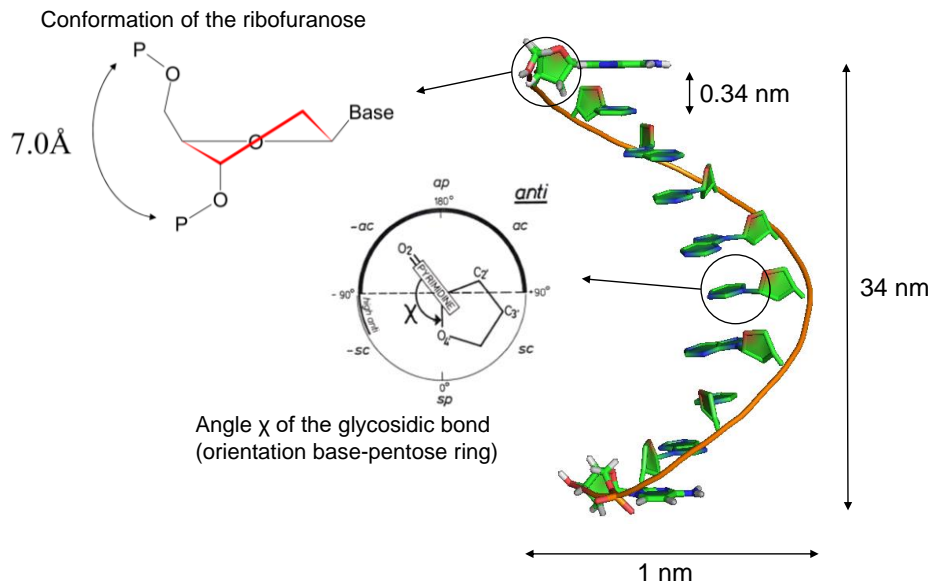 Conformation of the ribofuranose
P
O
Base
7.0Å
O
O
P
0.34 nm
ap
180°
anti
-ac
ac
O2
C2'
PYRIMIDINE
-90°
+90°
high anti
χ
C3'
O4'
-sc
sc
0°
sp
34 nm
Angle χ of the glycosidic bond
(orientation base-pentose ring)
1 nm